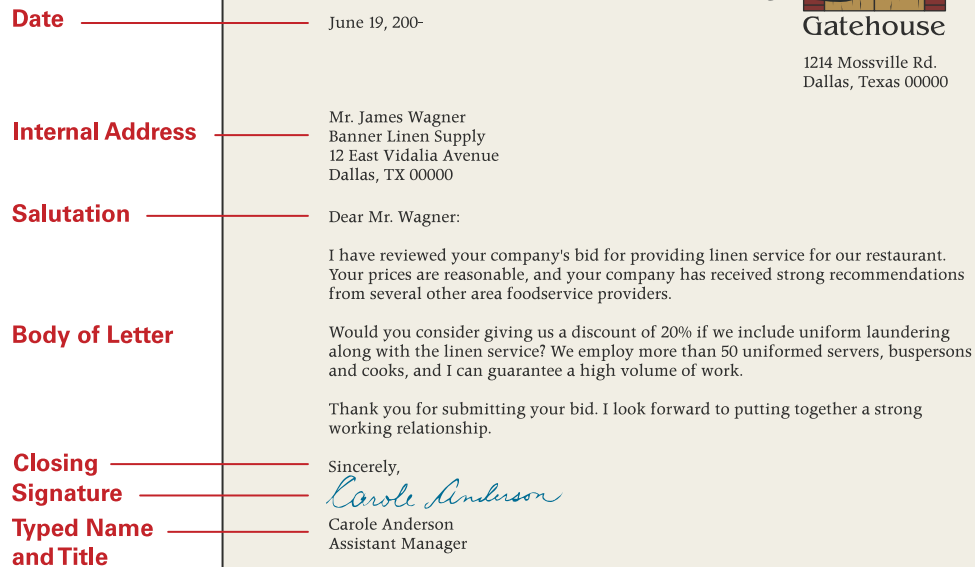 Date
June 19, 200-
Gatehouse
1214 Mossville Rd.
Dallas, Texas 00000
Internal Address
Mr. James Wagner
Banner Linen Supply
12 East Vidalia Avenue
Dallas, TX 00000
Salutation
Dear Mr. Wagner:
I have reviewed your company's bid for providing linen service for our restaurant.
Your prices are reasonable, and your company has received strong recommendations
from several other area foodservice providers.
Body of Letter
Would you consider giving us a discount of 20% if we include uniform laundering
along with the linen service? We employ more than 50 uniformed servers, buspersons
and cooks, and I can guarantee a high volume of work.
Thank you for submitting your bid. I look forward to putting together a strong
working relationship.
Closing
Sincerely,
Signature
Carole Anderson
Typed Name
and Title
Carole Anderson
Assistant Manager